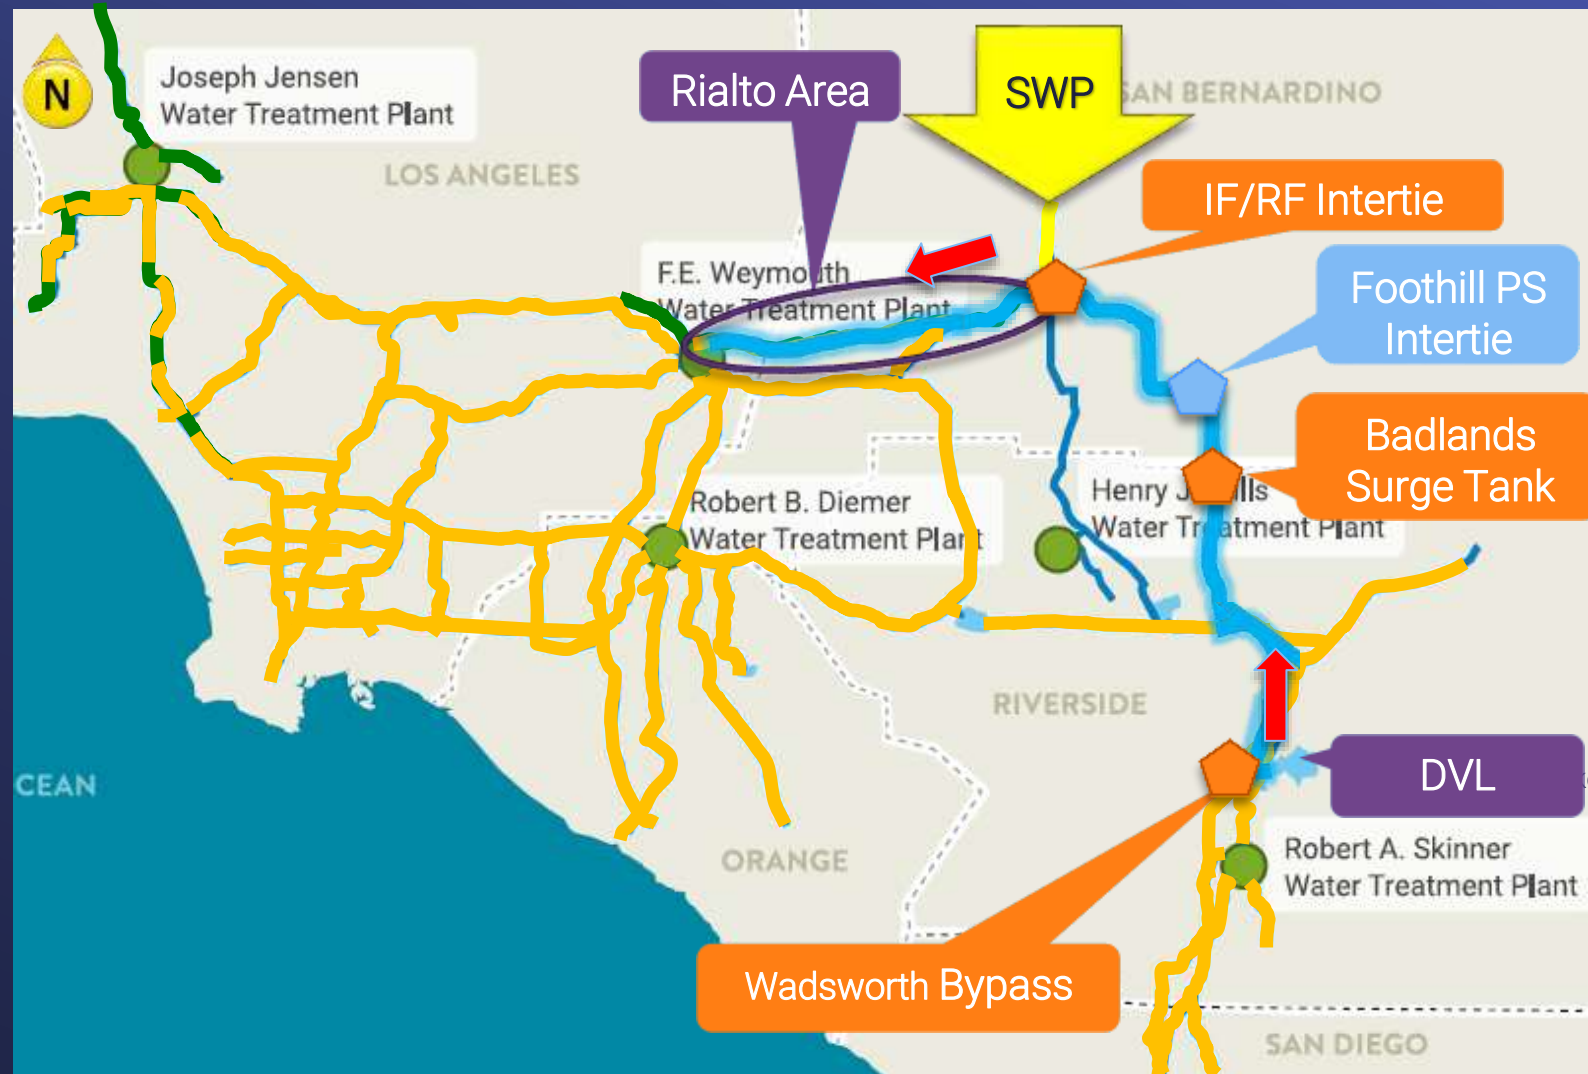 N
Joseph Jensen
Water Treatment Plant
LOS ANGELES
Rialto Area
SWP
SAN BERNARDINO
IF/RF Intertie
F.E. Weymouth
Water Treatment Plant
Foothill PS
Intertie
Badlands
Surge Tank
Robert B. Diemer
Water Treatment Plant
Henry J lls
Water Treatment Plant
RIVERSIDE
CEAN
DVL
ORANGE
Robert A. Skinner
Water Treatment Plant
Wadsworth Bypass
SAN DIEGO